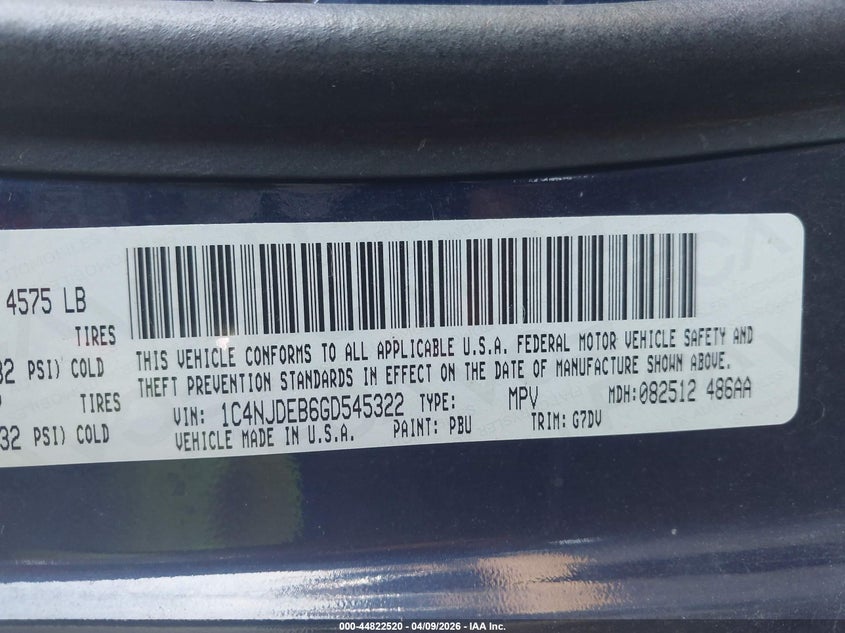 4575 LB
TIRES
32 PSI) COLD
TIRES
32 PSI) COLD
THIS VEHICLE CONFORMS TO ALL APPLICABLE U.S.A. FEDERAL MOTOR VEHICLE SAFETY AND
THEFT PREVENTION STANDARDS IN EFFECT ON THE DATE OF MANUFACTURE SHOWN ABOVE.
VIN: 1C4NJDEB6GD545322 TYPE: MPV MDH:082512 486AA
VEHICLE MADE IN U.S.A. PAINT: PBU TRIM: G7DV
000-44822520 - 04/09/2026 - IAA Inc.